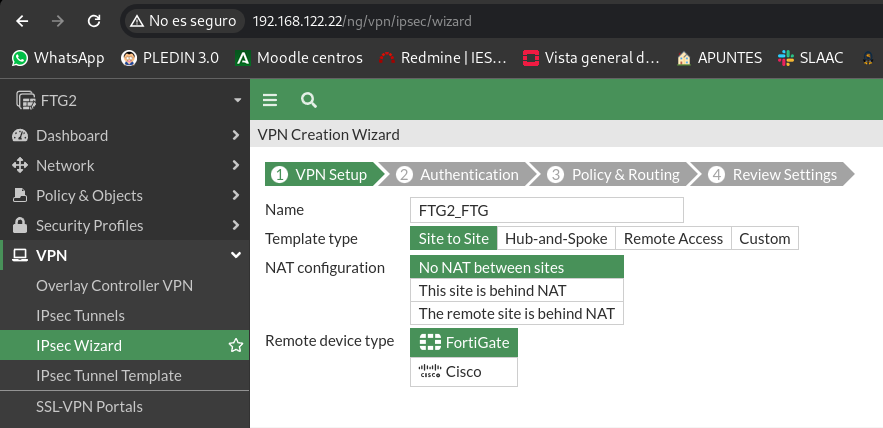 No es seguro 192.168.122.22/ng/vpn/ipsec/wizard
WhatsApp PLEDIN 3.0 Moodle centros Redmine | IES… Vista general d… APUNTES SLAAC
FTG2
Dashboard
Network
Policy & Objects
Security Profiles
VPN
Overlay Controller VPN
IPsec Tunnels
IPsec Wizard
IPsec Tunnel Template
SSL-VPN Portals
VPN Creation Wizard
1 VPN Setup 2 Authentication 3 Policy & Routing 4 Review Settings
Name FTG2_FTG
Template type Site to Site Hub-and-Spoke Remote Access Custom
NAT configuration No NAT between sites
This site is behind NAT
The remote site is behind NAT
Remote device type FortiGate
CISCO Cisco